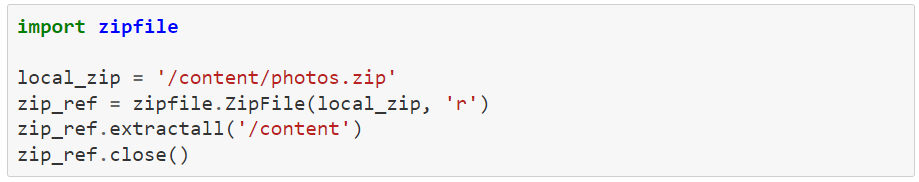 import zipfile
local_zip = '/content/photos.zip'
zip_ref = zipfile.ZipFile(local_zip, 'r')
zip_ref.extractall('/content')
zip_ref.close()